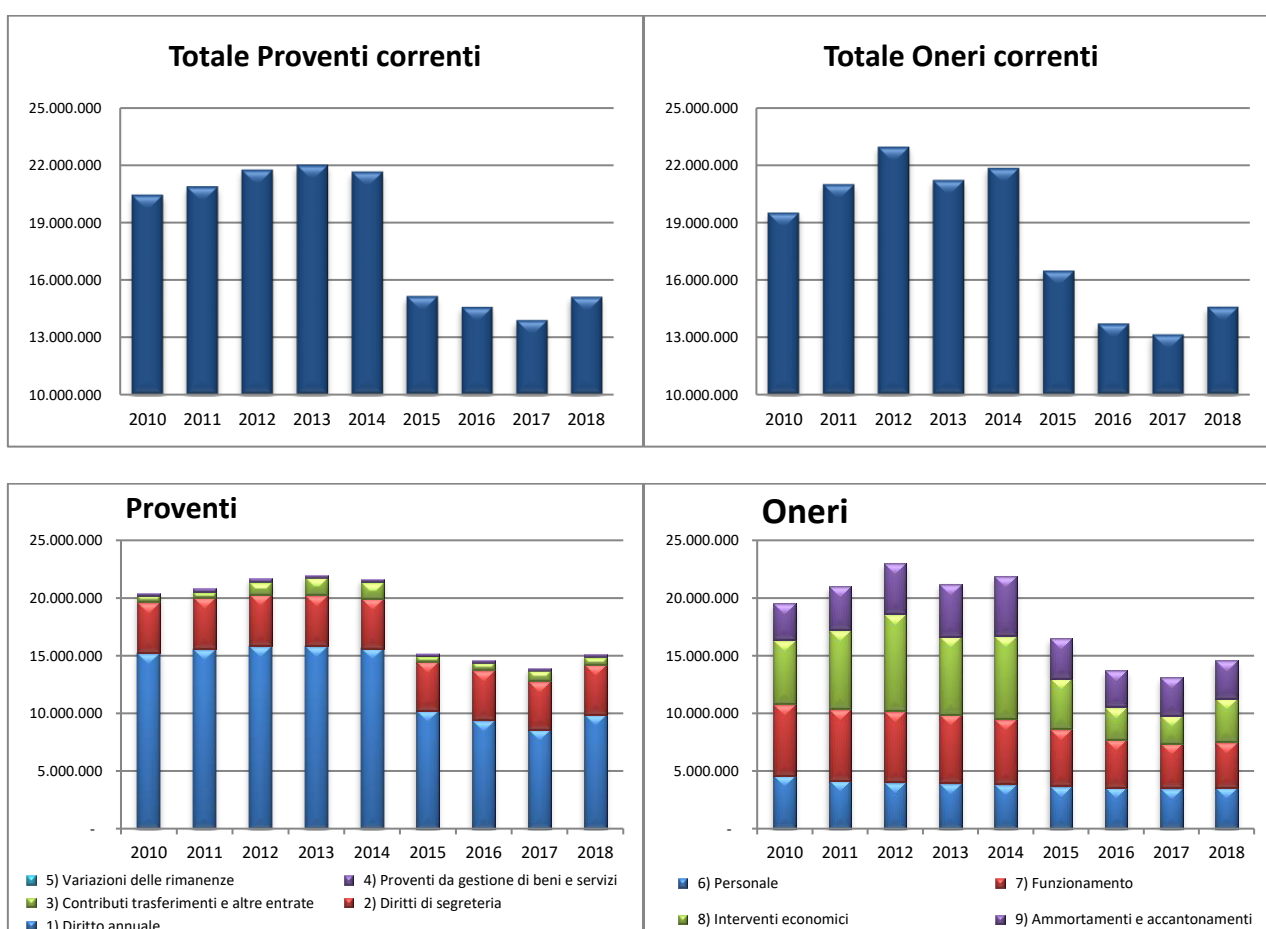 Totale Proventi correnti
25.000.000
22.000.000
19.000.000
16.000.000
13.000.000
10.000.000
2010 2011 2012 2013 2014 2015 2016 2017 2018
Totale Oneri correnti
25.000.000
22.000.000
19.000.000
16.000.000
13.000.000
10.000.000
2010 2011 2012 2013 2014 2015 2016 2017 2018
Proventi
25.000.000
20.000.000
15.000.000
10.000.000
5.000.000
-
2010 2011 2012 2013 2014 2015 2016 2017 2018
5) Variazioni delle rimanenze 4) Proventi da gestione di beni e servizi
3) Contributi trasferimenti e altre entrate 2) Diritti di segreteria
1) Diritto annuale
Oneri
25.000.000
20.000.000
15.000.000
10.000.000
5.000.000
-
2010 2011 2012 2013 2014 2015 2016 2017 2018
6) Personale 7) Funzionamento
8) Interventi economici 9) Ammortamenti e accantonamenti